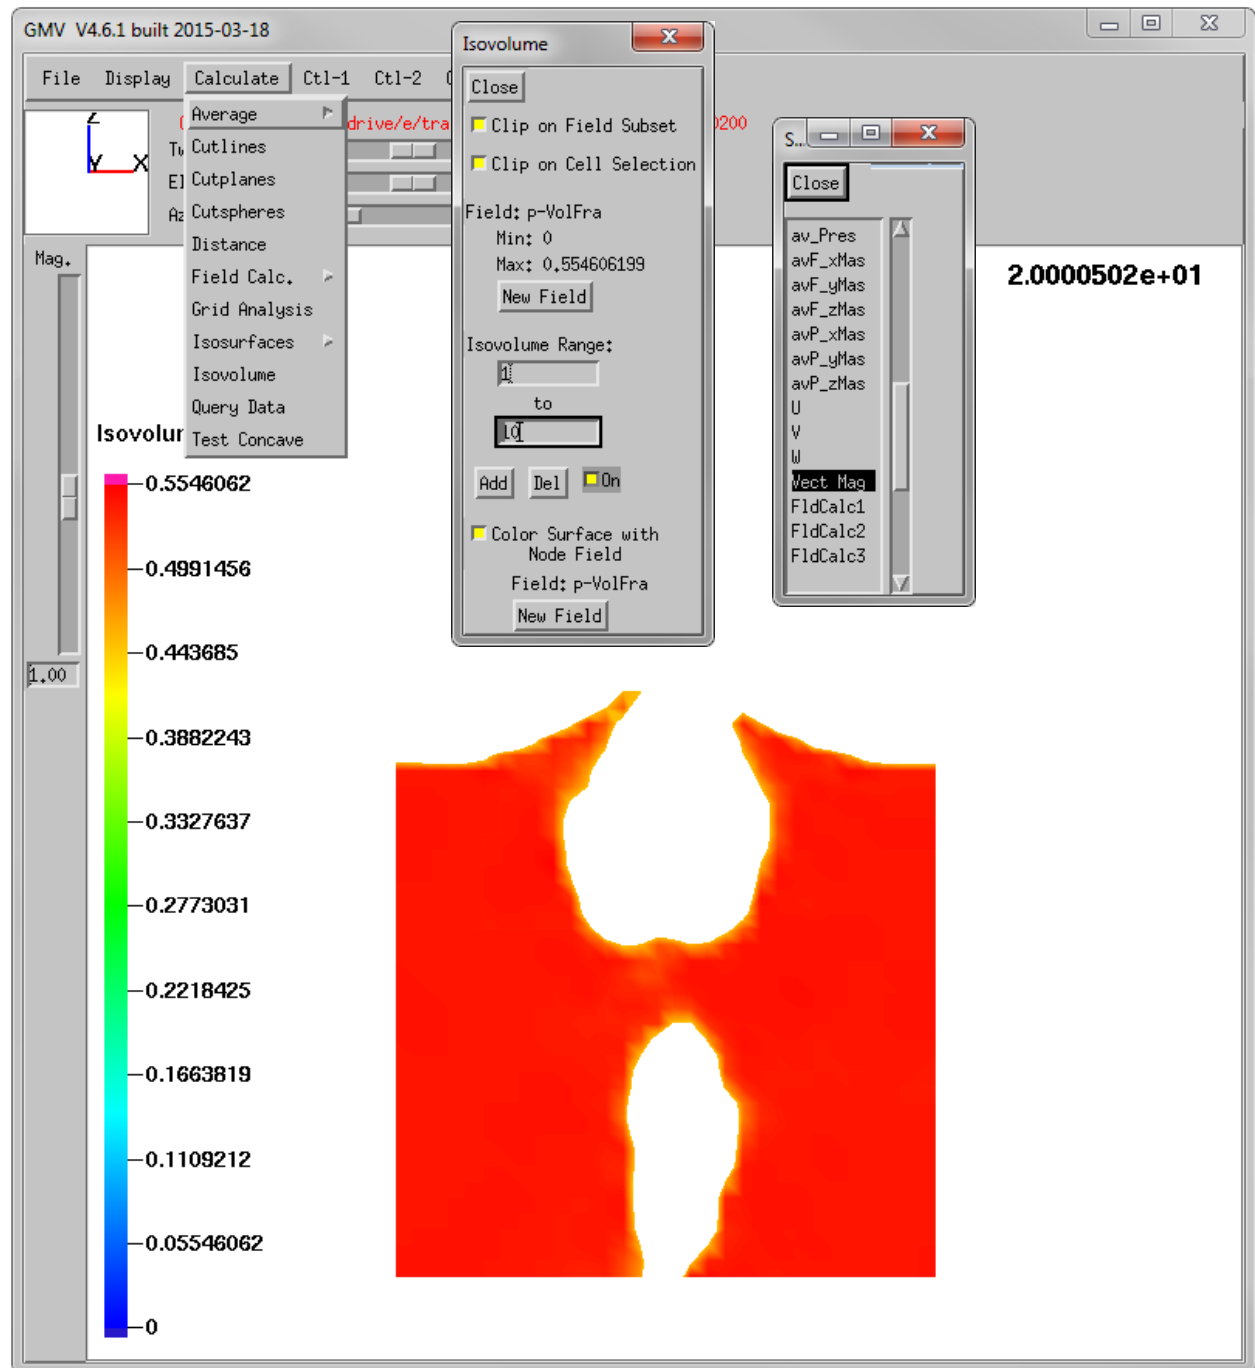 GMV V4.6.1 built 2015-03-18
File Display Calculate Ctl-1 Ctl-2
Z
Y X
drive/e/tra
0200
Mag.
1.00
Average
Cutlines
Cutplanes
Cutspheres
Distance
Field Calc.
Grid Analysis
Isosurfaces
Isovolume
Query Data
Test Concave
Isovolume
Close
Clip on Field Subset
Clip on Cell Selection
Field: p-VolFra
Min: 0
Max: 0.554606199
New Field
Isovolume Range:
1
to
10
Add Del On
Color Surface with
Node Field
Field: p-VolFra
New Field
S...
Close
av_Pres
avF_xMas
avF_yMas
avF_zMas
avP_xMas
avP_yMas
avP_zMas
U
V
W
Vect Mag
FldCalc1
FldCalc2
FldCalc3
2.0000502e+01
Isovolu
0.5546062
0.4991456
0.443685
0.3882243
0.3327637
0.2773031
0.2218425
0.1663819
0.1109212
0.05546062
0